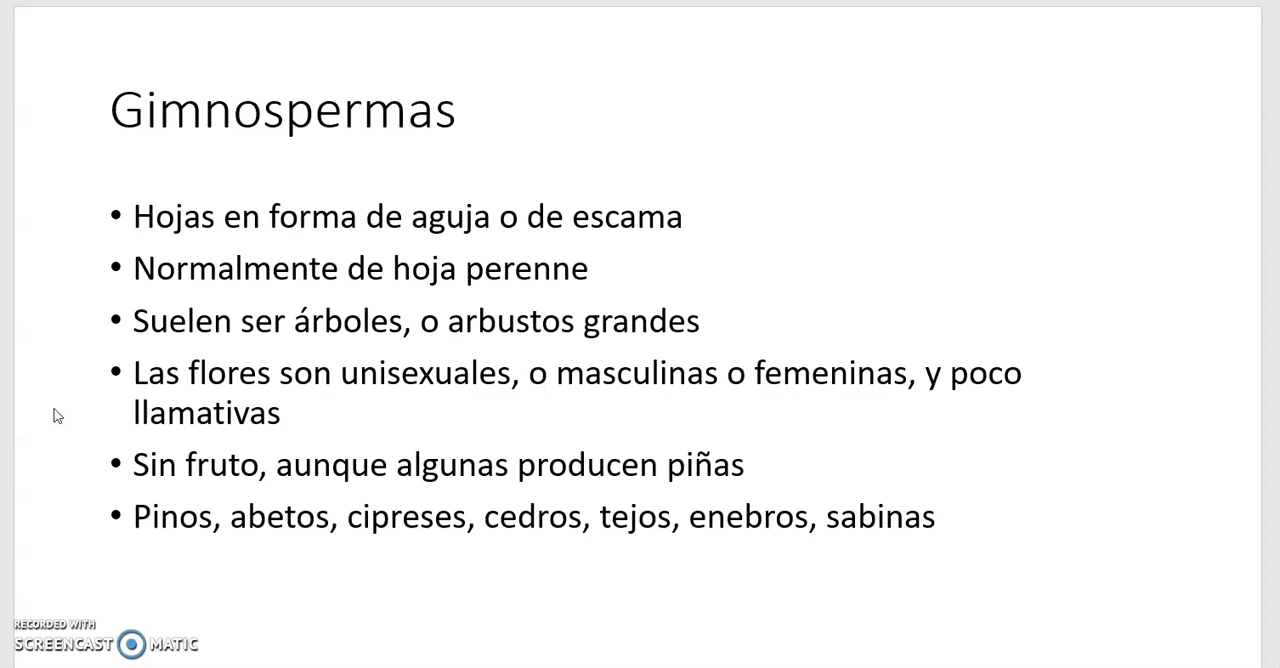 Gimnospermas
• Hojas en forma de aguja o de escama
• Normalmente de hoja perenne
• Suelen ser árboles, o arbustos grandes
• Las flores son unisexuales, o masculinas o femeninas, y poco
llamativas
• Sin fruto, aunque algunas producen piñas
• Pinos, abetos, cipreses, cedros, tejos, enebros, sabinas
RECORDED WITH
SCREENCAST MATIC